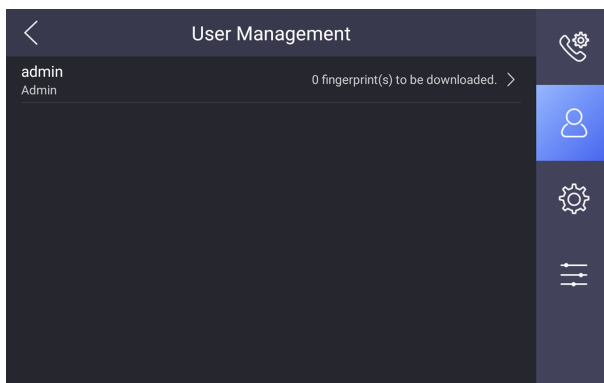 User Management
admin
0 fingerprint(s) to be downloaded.
Admin